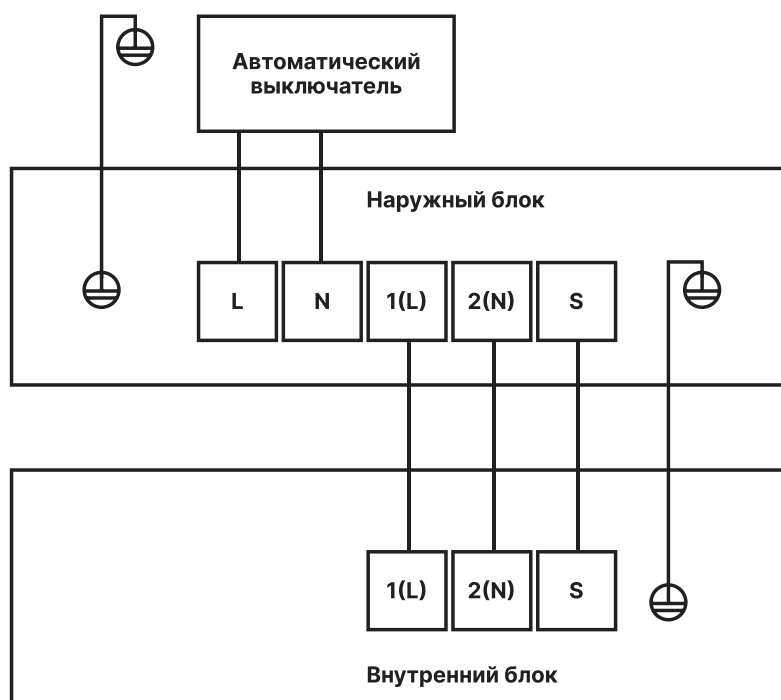 Автоматический
выключатель
Наружный блок
L N 1(L) 2(N) S
1(L) 2(N) S
Внутренний блок